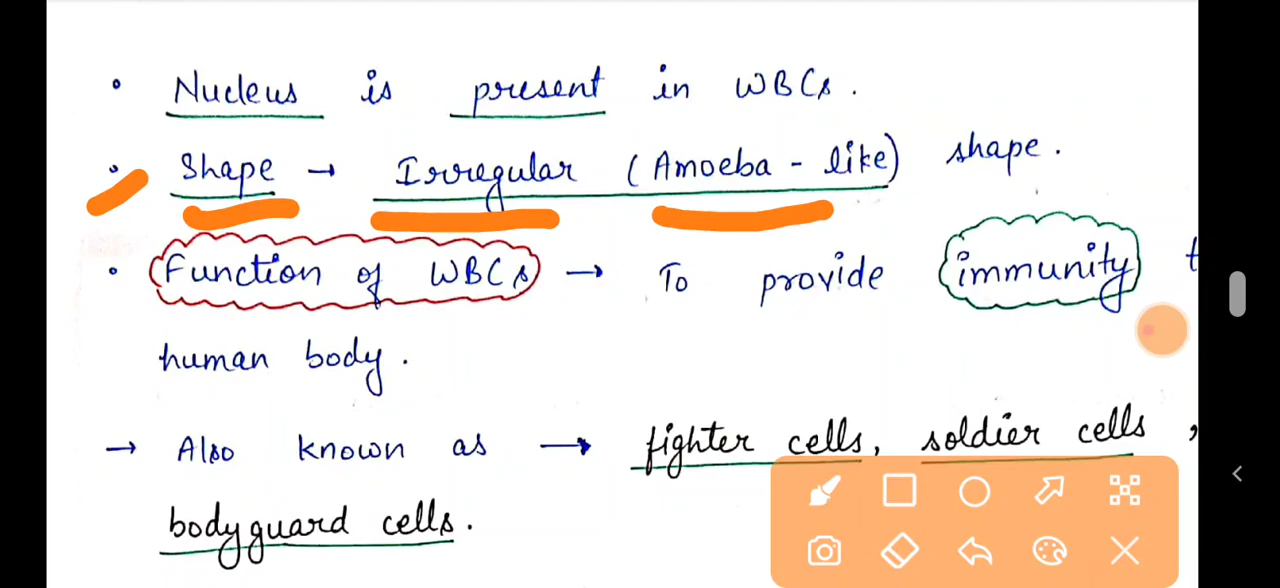 • Nucleus is present in WBCs.
• Shape → Irregular (Amoeba - like) shape.
• Function of WBCs → To provide immunity t
human body.
→ Also known as → fighter cells, soldier cells,
bodyguard cells.